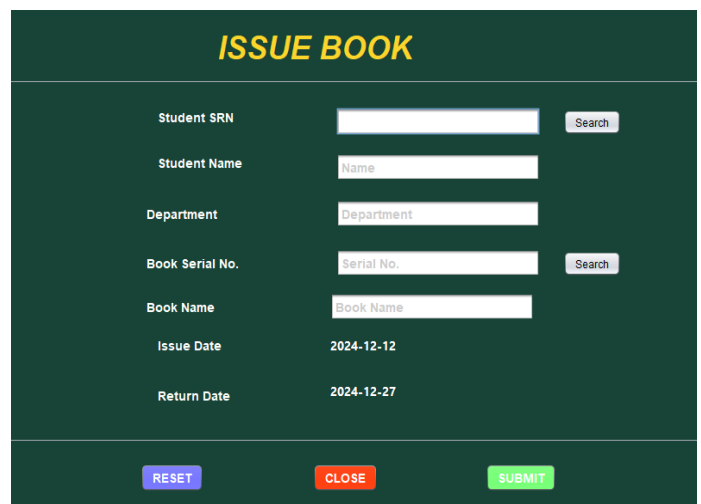 ISSUE BOOK
Student SRN Search
Student Name Name
Department Department
Book Serial No. Serial No. Search
Book Name Book Name
Issue Date 2024-12-12
Return Date 2024-12-27
RESET CLOSE SUBMIT